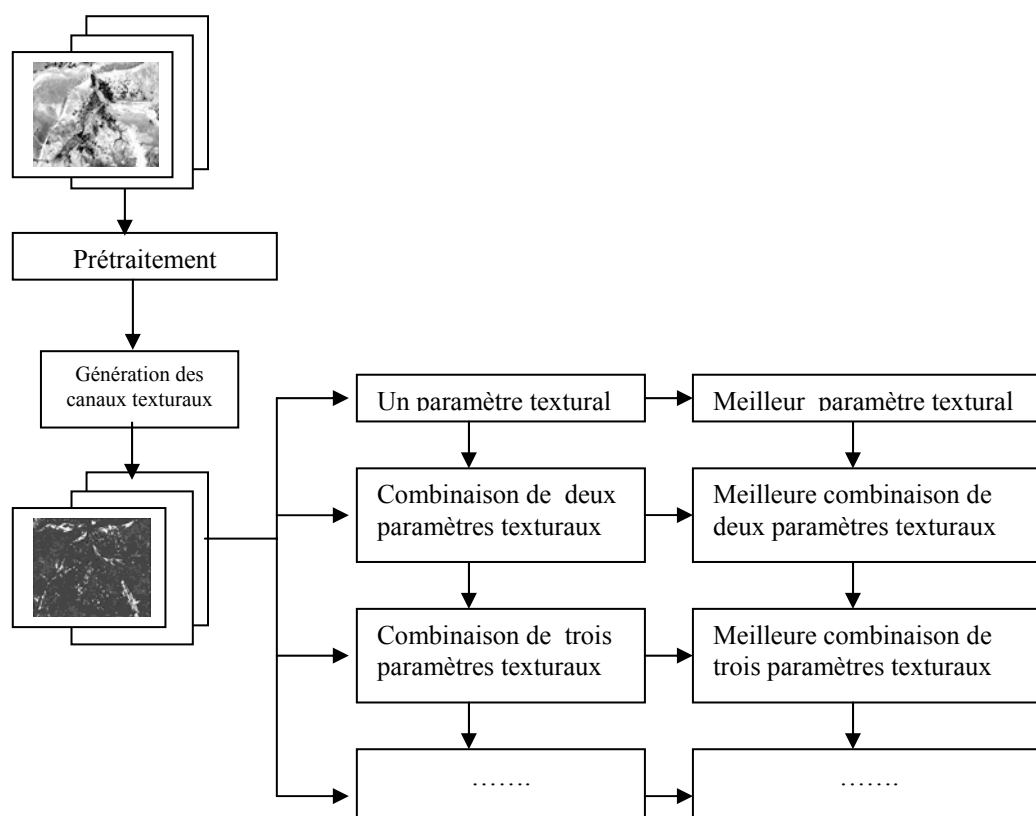 Prétraitement
Génération des
canaux texturaux
Un paramètre textural
Meilleur paramètre textural
Combinaison de deux
paramètres texturaux
Meilleure combinaison de
deux paramètres texturaux
Combinaison de trois
paramètres texturaux
Meilleure combinaison de
trois paramètres texturaux
…….
…….